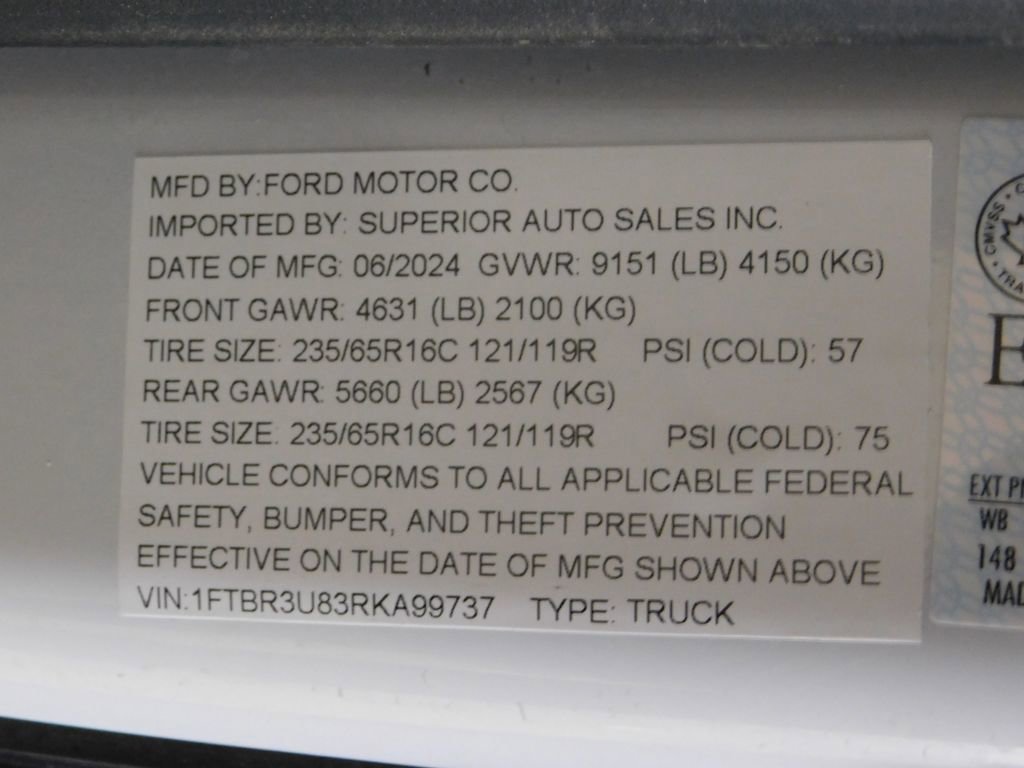 MFD BY:FORD MOTOR CO.
IMPORTED BY: SUPERIOR AUTO SALES INC.
DATE OF MFG: 06/2024 GVWR: 9151 (LB) 4150 (KG)
FRONT GAWR: 4631 (LB) 2100 (KG)
TIRE SIZE: 235/65R16C 121/119R PSI (COLD): 57
REAR GAWR: 5660 (LB) 2567 (KG)
TIRE SIZE: 235/65R16C 121/119R PSI (COLD): 75
VEHICLE CONFORMS TO ALL APPLICABLE FEDERAL
SAFETY, BUMPER, AND THEFT PREVENTION
EFFECTIVE ON THE DATE OF MFG SHOWN ABOVE
VIN:1FTBR3U83RKA99737 TYPE: TRUCK
CMVSS
E
EXT
WB
148